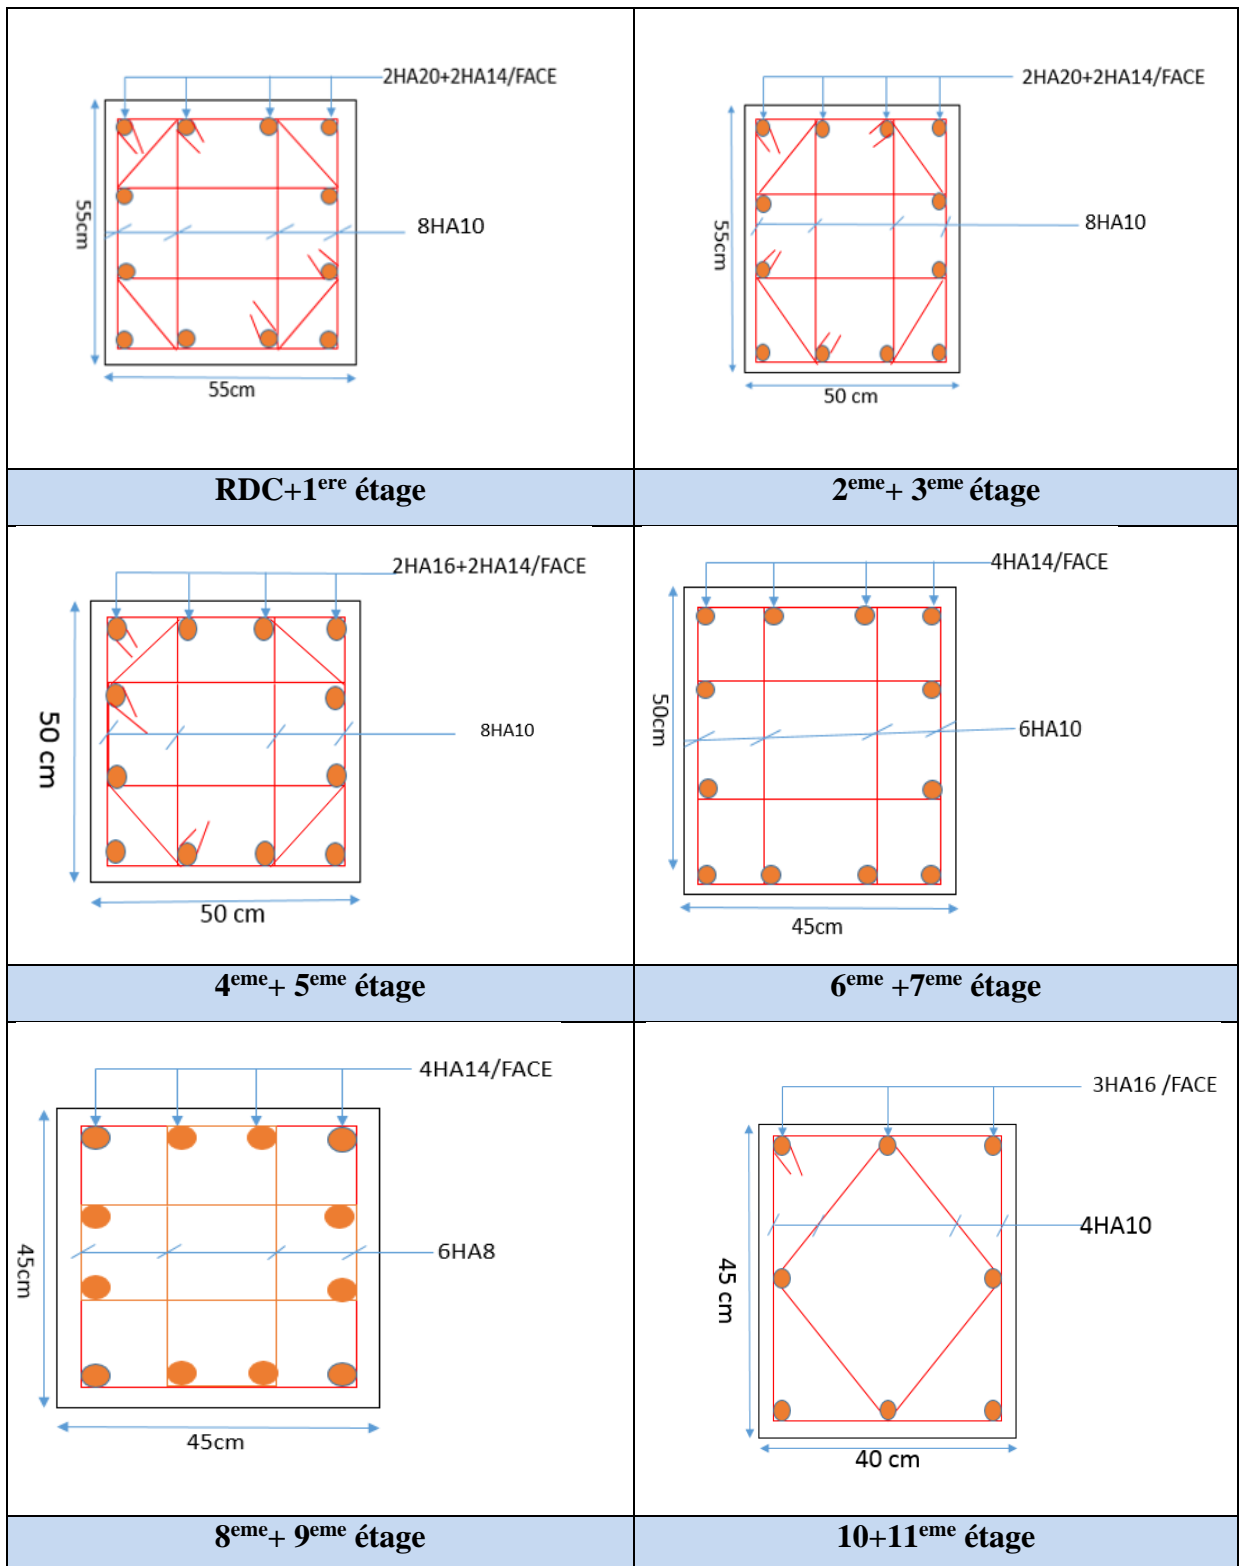 2HA20+2HA14/FACE
55cm
8HA10
55cm
RDC+1ere étage
2HA20+2HA14/FACE
55cm
8HA10
50 cm
2eme+ 3eme étage
2HA16+2HA14/FACE
50 cm
8HA10
50 cm
4eme+ 5eme étage
4HA14/FACE
50cm
6HA10
45cm
6eme +7eme étage
4HA14/FACE
45cm
6HA8
45cm
8eme+ 9eme étage
3HA16 /FACE
45 cm
4HA10
40 cm
10+11eme étage